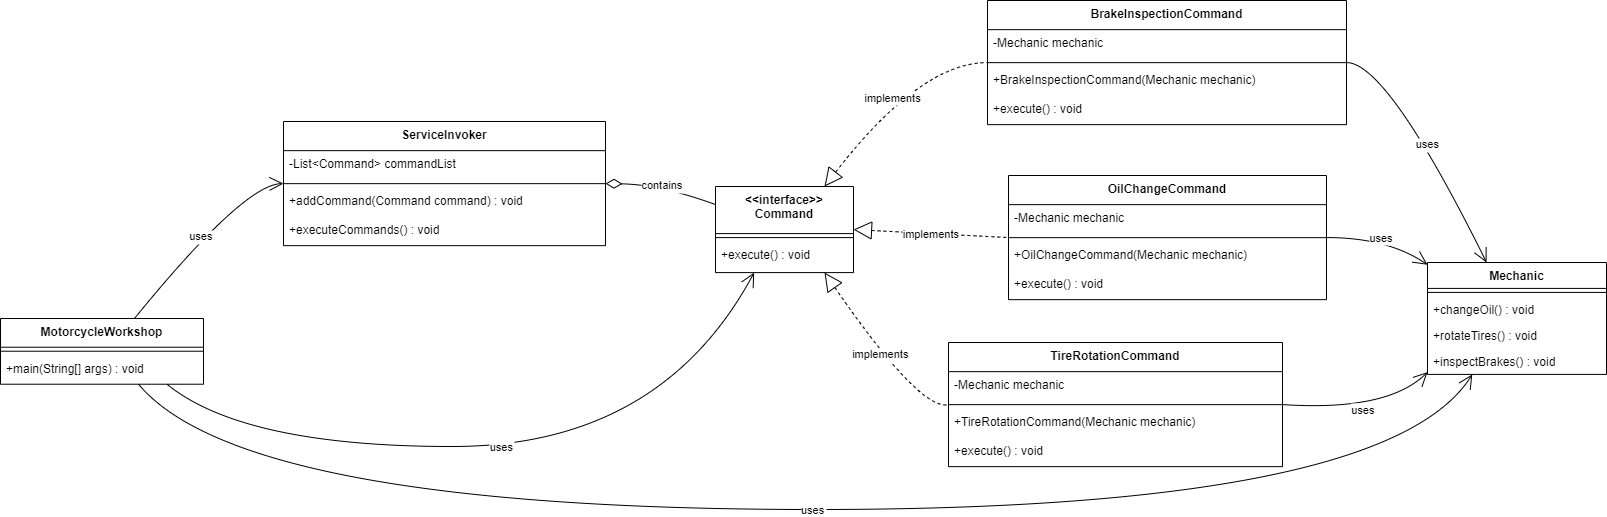 BrakeInspectionCommand
-Mechanic mechanic
+BrakeInspectionCommand(Mechanic mechanic)
+execute() : void
implements
uses
ServiceInvoker
-List<Command> commandList
+addCommand(Command command) : void
+executeCommands() : void
contains
uses
<<interface>>
Command
+execute() : void
OilChangeCommand
-Mechanic mechanic
+OilChangeCommand(Mechanic mechanic)
+execute() : void
implements
uses
Mechanic
+changeOil() : void
+rotateTires() : void
+inspectBrakes() : void
MotorcycleWorkshop
+main(String[] args) : void
implements
TireRotationCommand
-Mechanic mechanic
+TireRotationCommand(Mechanic mechanic)
+execute() : void
uses
uses
uses